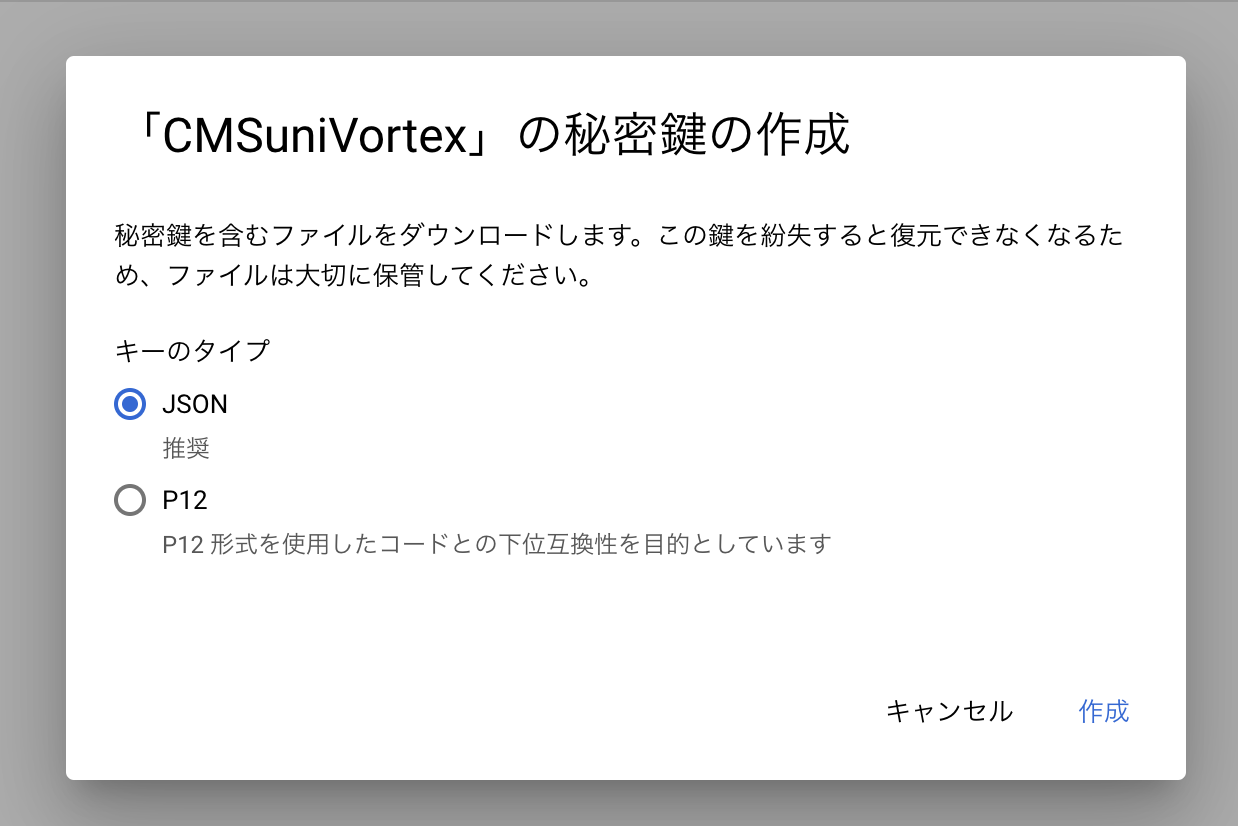 「CMSuniVortex」の秘密鍵の作成
秘密鍵を含むファイルをダウンロードします。この鍵を紛失すると復元できなくなるた
め、ファイルは大切に保管してください。
キーのタイプ
JSON
推奨
P12
P12 形式を使用したコードとの下位互換性を目的としています
キャンセル 作成